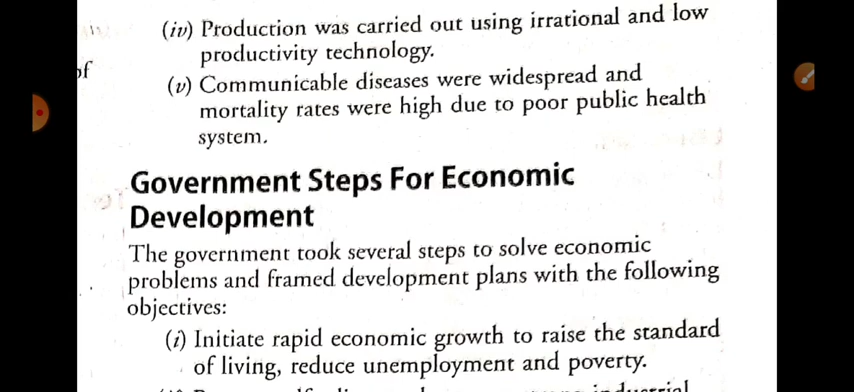 (iv) Production was carried out using irrational and low
productivity technology.
of
(v) Communicable diseases were widespread and
mortality rates were high due to poor public health
system.
Government Steps For Economic
Development
The government took several steps to solve economic
problems and framed development plans with the following
objectives:
(i) Initiate rapid economic growth to raise the standard
of living, reduce unemployment and poverty.